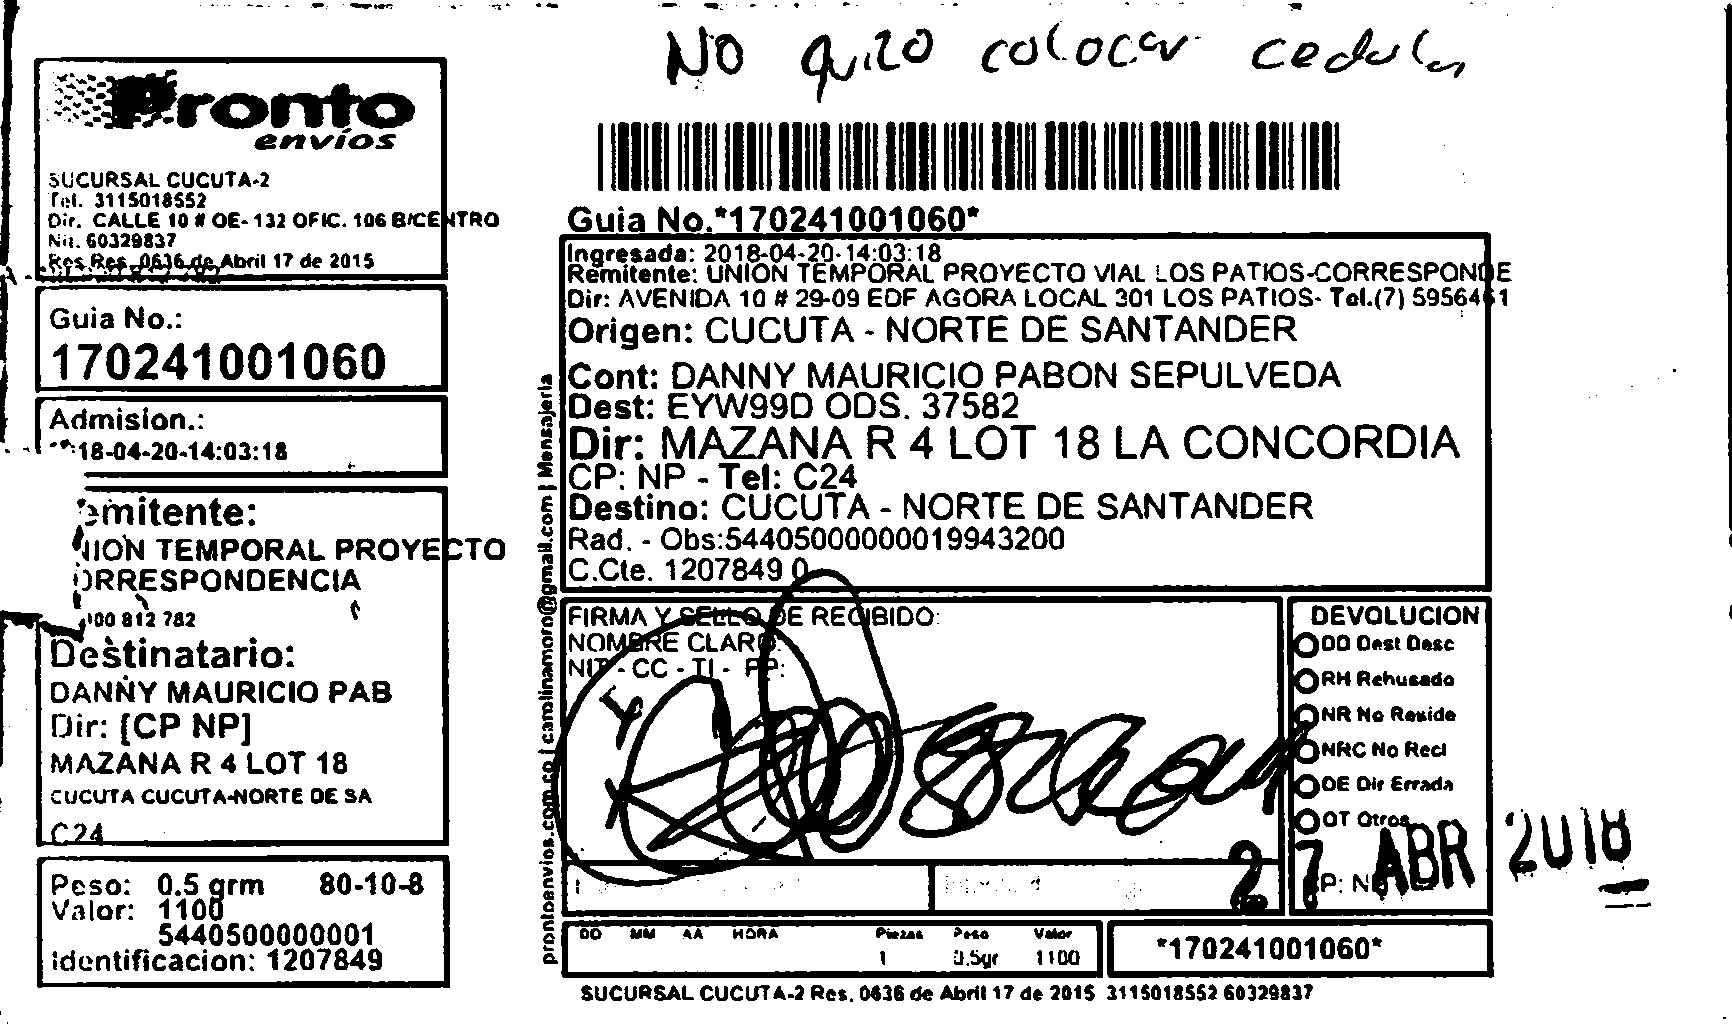 No quizo colocar cedula
Pronto
envíos
SUCURSAL CUCUTA-2
Tel. 3115018552
Dir. CALLE 10 # OE-132 OFIC. 106 B/CENTRO
Nit. 60329837
Res Res. 0636 de Abril 17 de 2015
Guia No.:
170241001060
Admision.:
18-04-20-14:03:18
emitente:
NION TEMPORAL PROYECTO
ORRESPONDENCIA
900 812 782
Destinatario:
DANNY MAURICIO PAB
Dir: [CP NP]
MAZANA R 4 LOT 18
CUCUTA CUCUTA-NORTE DE SA
C24
Peso: 0.5 grm 80-10-8
Valor: 1100
5440500000001
Identificacion: 1207849
prontoenvios.com.co | carolinamoro@gmail.com | Mensajeria
Guia No.*170241001060*
Ingresada: 2018-04-20-14:03:18
Remitente: UNION TEMPORAL PROYECTO VIAL LOS PATIOS-CORRESPONDE
Dir: AVENIDA 10 # 29-09 EDF AGORA LOCAL 301 LOS PATIOS- Tel.(7) 5956461
Origen: CUCUTA - NORTE DE SANTANDER
Cont: DANNY MAURICIO PABON SEPULVEDA
Dest: EYW99D ODS. 37582
Dir: MAZANA R 4 LOT 18 LA CONCORDIA
CP: NP - Tel: C24
Destino: CUCUTA - NORTE DE SANTANDER
Rad. - Obs:54405000000019943200
C.Cte. 1207849 0
FIRMA Y SELLO DE RECIBIDO:
NOMBRE CLARO:
NIT - CC - TI - PP:
DEVOLUCION
DD Dest Desc
RH Rehusado
NR No Reside
NRC No Recl
DE Dir Errada
OT Otros
P: N
27 ABR 2018
DD MM AA HORA Piezas Peso Valor
1 0.5gr 1100
*170241001060*
SUCURSAL CUCUTA-2 Res. 0636 de Abril 17 de 2015 3115018552 60329837